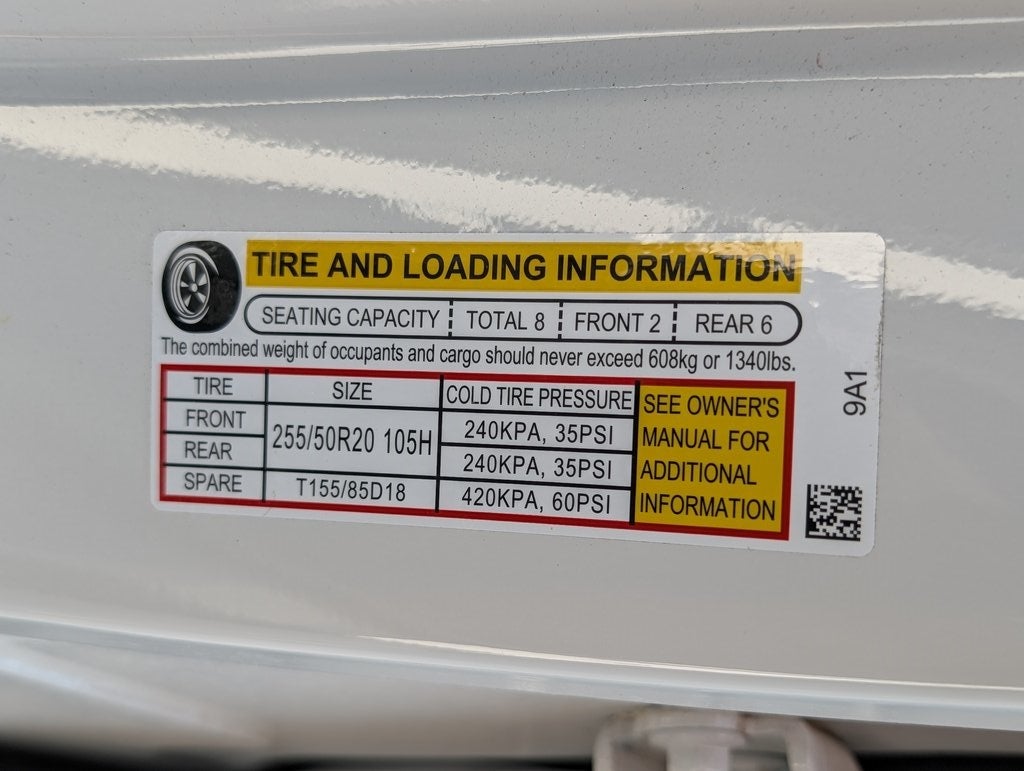 TIRE AND LOADING INFORMATION
SEATING CAPACITY TOTAL 8 FRONT 2 REAR 6
The combined weight of occupants and cargo should never exceed 608kg or 1340lbs.
TIRE SIZE COLD TIRE PRESSURE
FRONT 255/50R20 105H 240KPA, 35PSI
REAR 240KPA, 35PSI
SPARE T155/85D18 420KPA, 60PSI
SEE OWNER'S
MANUAL FOR
ADDITIONAL
INFORMATION
9A1